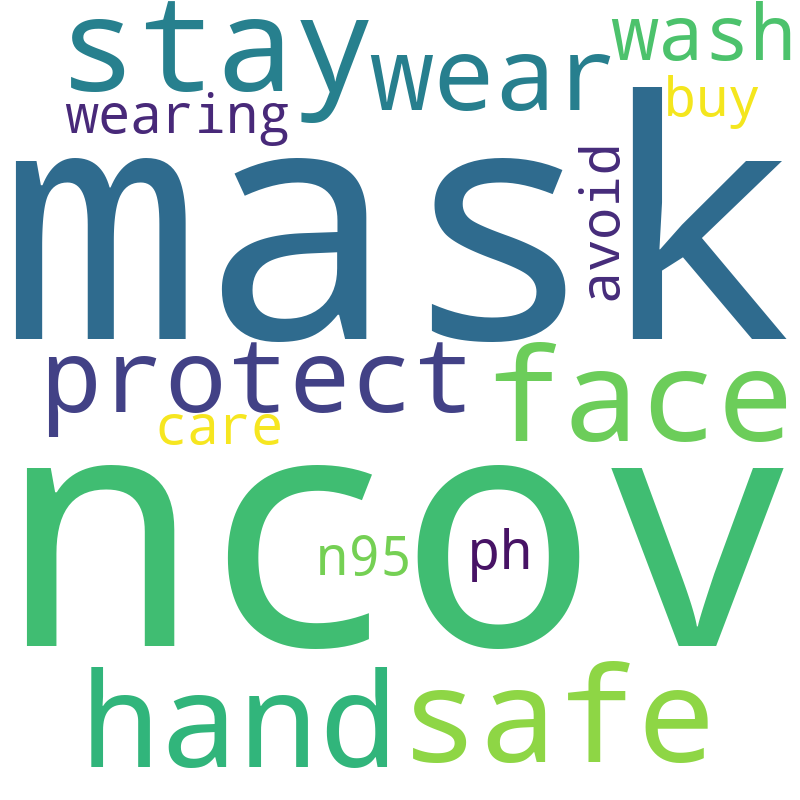 stay
wear
wash
wearing
buy
mask
avoid
protect
face
care
ncov
n95
ph
hand
safe